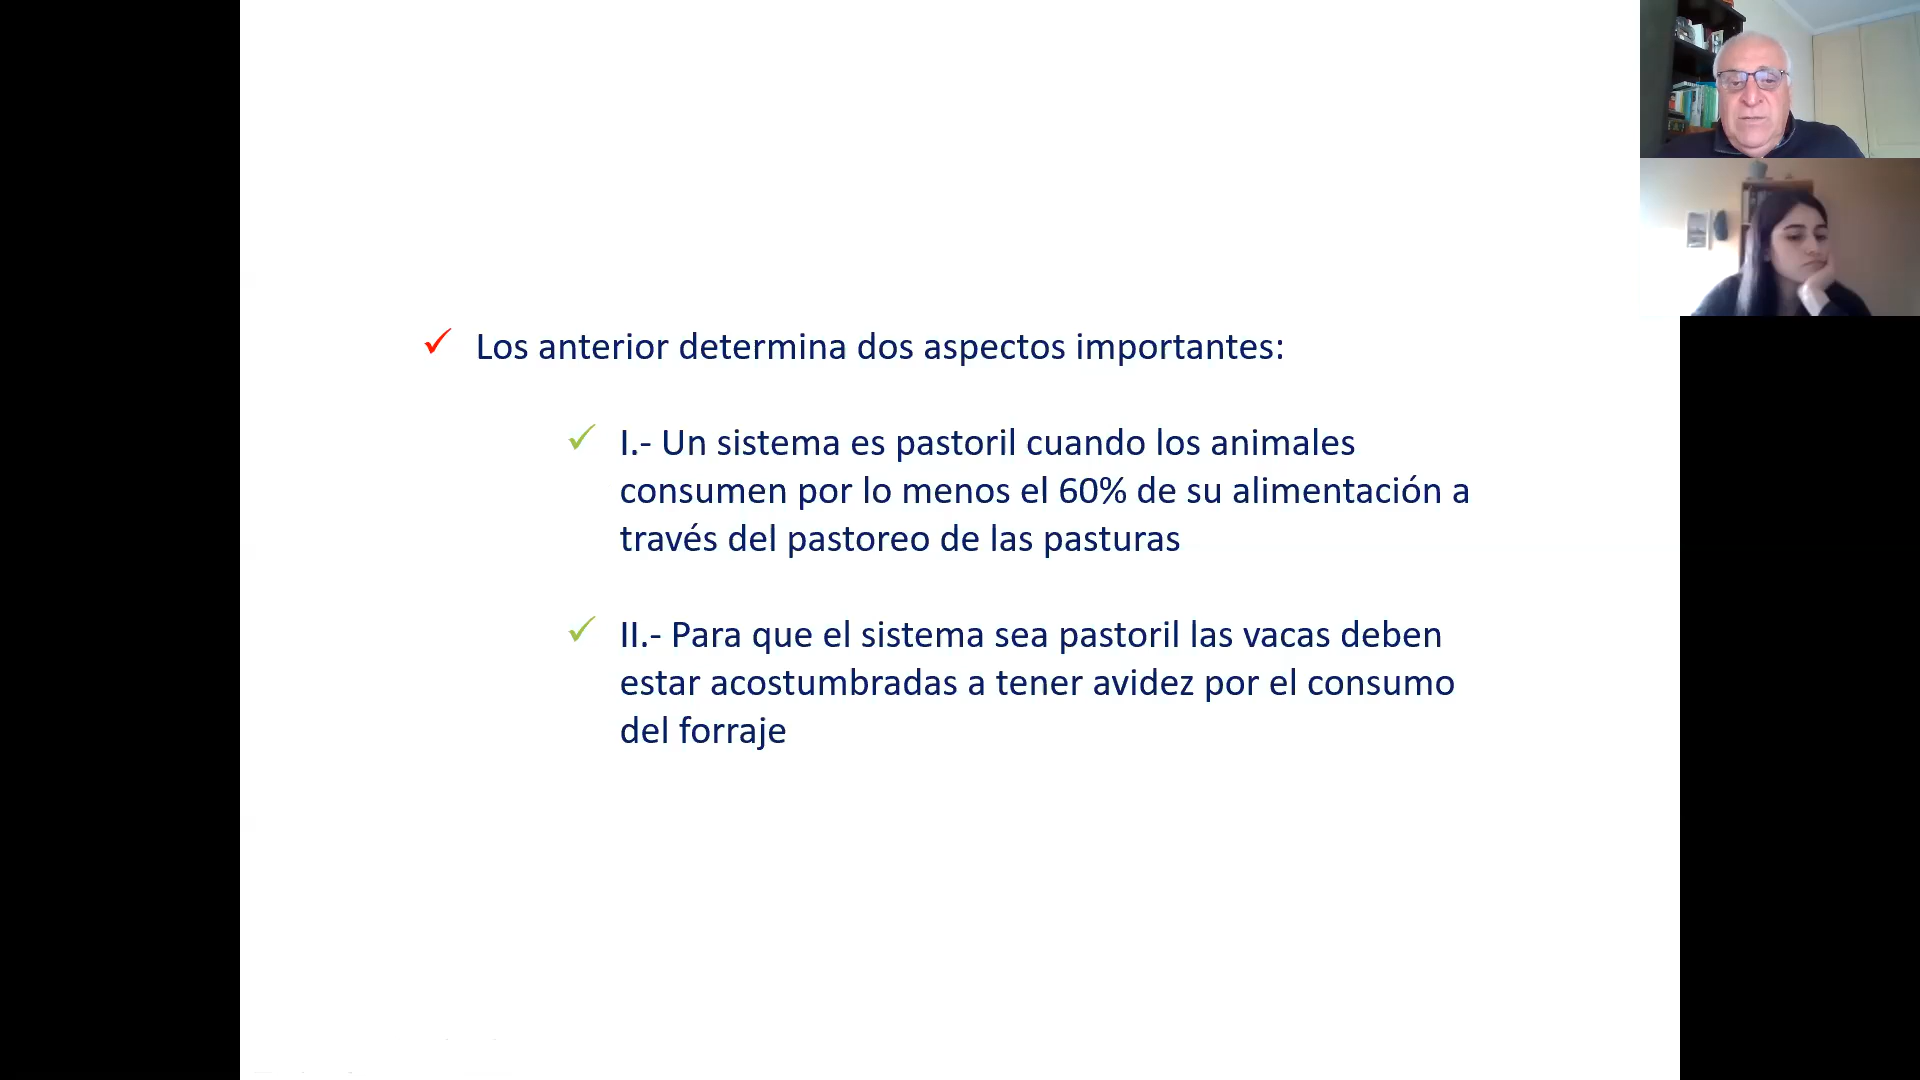 ✓ Los anterior determina dos aspectos importantes:
✓ I.- Un sistema es pastoril cuando los animales
consumen por lo menos el 60% de su alimentación a
través del pastoreo de las pasturas
✓ II.- Para que el sistema sea pastoril las vacas deben
estar acostumbradas a tener avidez por el consumo
del forraje